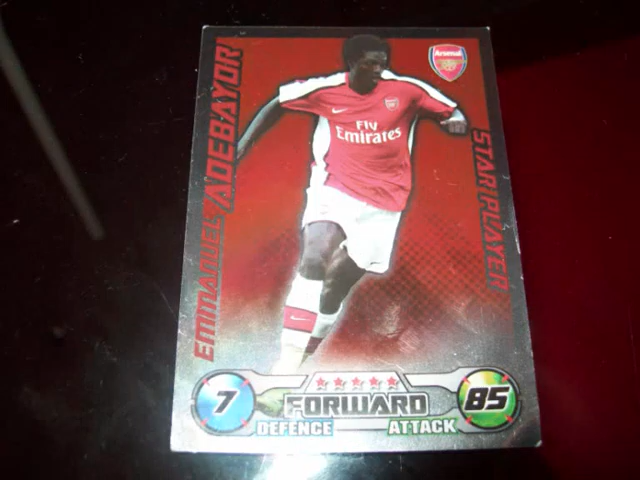 EMMANUEL ADEBAYOR
Arsenal
Fly
Emirates
STAR PLAYER
7
FORWARD
85
DEFENCE
ATTACK